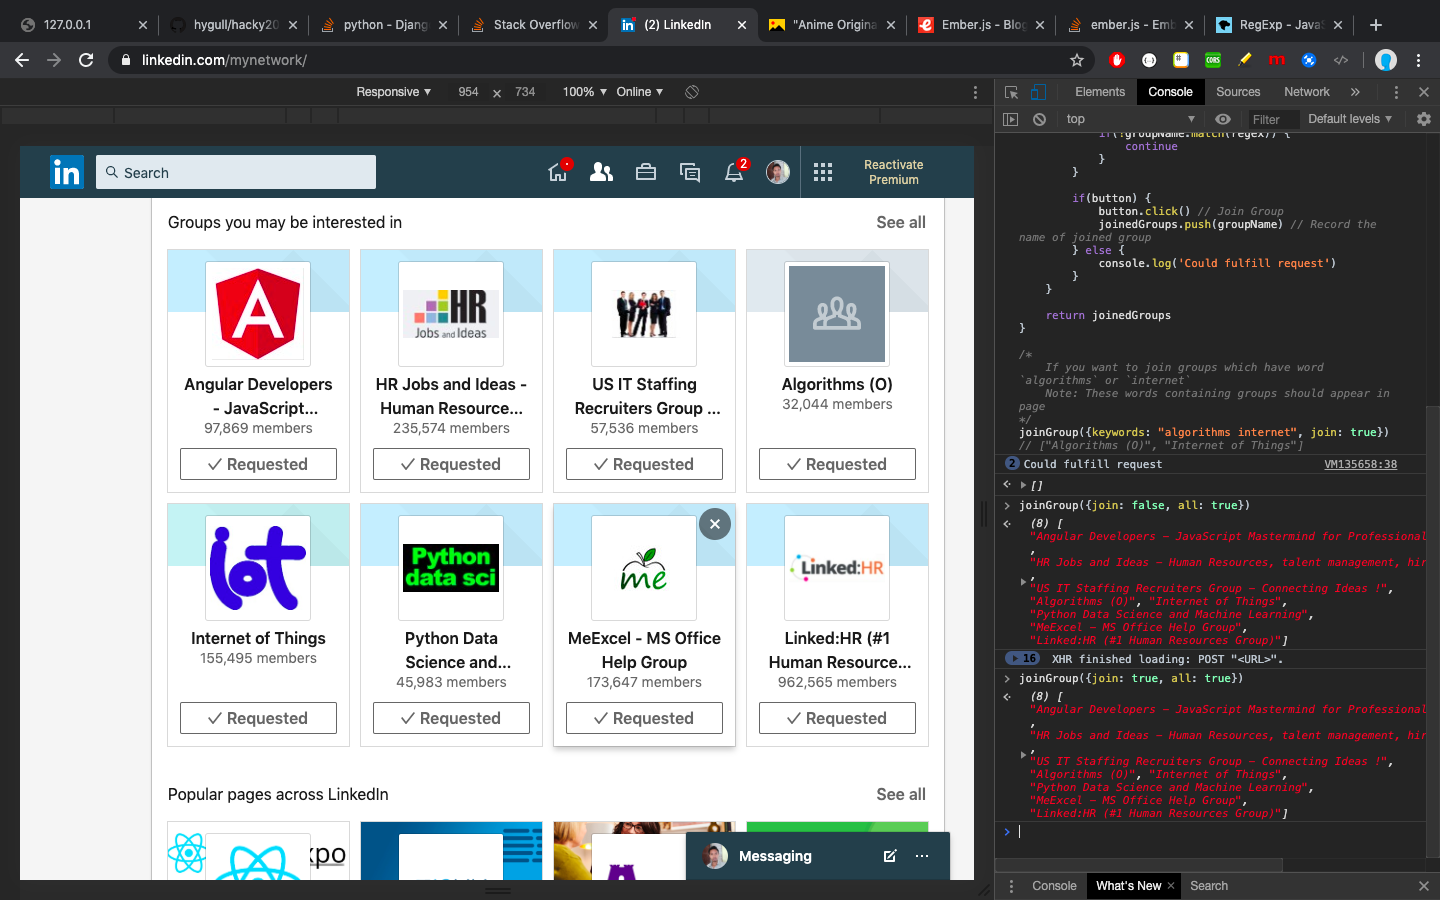 127.0.0.1
hygull/hacky20
python - Djang
Stack Overflow
(2) LinkedIn
"Anime Origina
Ember.js - Blog
ember.js - Emb
RegExp - JavaS
linkedin.com/mynetwork/
Responsive ▼ 954 × 734 100% ▼ Online ▼
Elements Console Sources Network »
top ▼ Filter Default levels ▼
Search
2
Reactivate
Premium
Groups you may be interested in See all
Angular Developers
- JavaScript...
97,869 members
✓ Requested
HR
Jobs and Ideas
HR Jobs and Ideas -
Human Resource...
235,574 members
✓ Requested
US IT Staffing
Recruiters Group ...
57,536 members
✓ Requested
Algorithms (O)
32,044 members
✓ Requested
iot
Internet of Things
155,495 members
✓ Requested
Python
data sci
Python Data
Science and...
45,983 members
✓ Requested
me
MeExcel - MS Office
Help Group
173,647 members
✓ Requested
Linked:HR
Linked:HR (#1
Human Resource...
962,565 members
✓ Requested
Popular pages across LinkedIn See all
xpo
Messaging ...
if(!groupName.match(regex)) {
continue
}
}
if(button) {
button.click() // Join Group
joinedGroups.push(groupName) // Record the
name of joined group
} else {
console.log('Could fulfill request')
}
}
return joinedGroups
}
/*
If you want to join groups which have word
`algorithms` or `internet`
Note: These words containing groups should appear in
page
*/
joinGroup({keywords: "algorithms internet", join: true})
// ["Algorithms (O)", "Internet of Things"]
2 Could fulfill request VM135658:38
[]
joinGroup({join: false, all: true})
(8) [
"Angular Developers – JavaScript Mastermind for Professional
,
"HR Jobs and Ideas – Human Resources, talent management, hir
,
"US IT Staffing Recruiters Group – Connecting Ideas !",
"Algorithms (O)", "Internet of Things",
"Python Data Science and Machine Learning",
"MeExcel – MS Office Help Group",
"Linked:HR (#1 Human Resources Group)"]
16 XHR finished loading: POST "<URL>".
joinGroup({join: true, all: true})
(8) [
"Angular Developers – JavaScript Mastermind for Professional
,
"HR Jobs and Ideas – Human Resources, talent management, hir
,
"US IT Staffing Recruiters Group – Connecting Ideas !",
"Algorithms (O)", "Internet of Things",
"Python Data Science and Machine Learning",
"MeExcel – MS Office Help Group",
"Linked:HR (#1 Human Resources Group)"]
Console What's New × Search